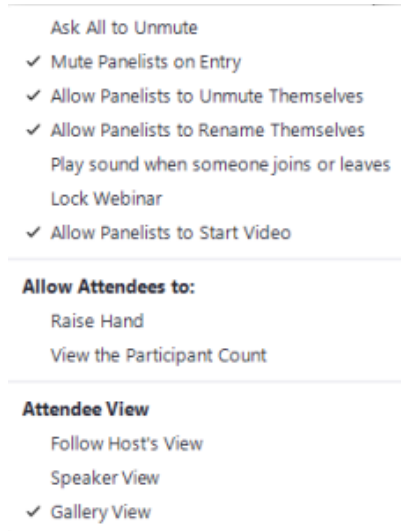 Ask All to Unmute
✓ Mute Panelists on Entry
✓ Allow Panelists to Unmute Themselves
✓ Allow Panelists to Rename Themselves
Play sound when someone joins or leaves
Lock Webinar
✓ Allow Panelists to Start Video
Allow Attendees to:
Raise Hand
View the Participant Count
Attendee View
Follow Host's View
Speaker View
✓ Gallery View